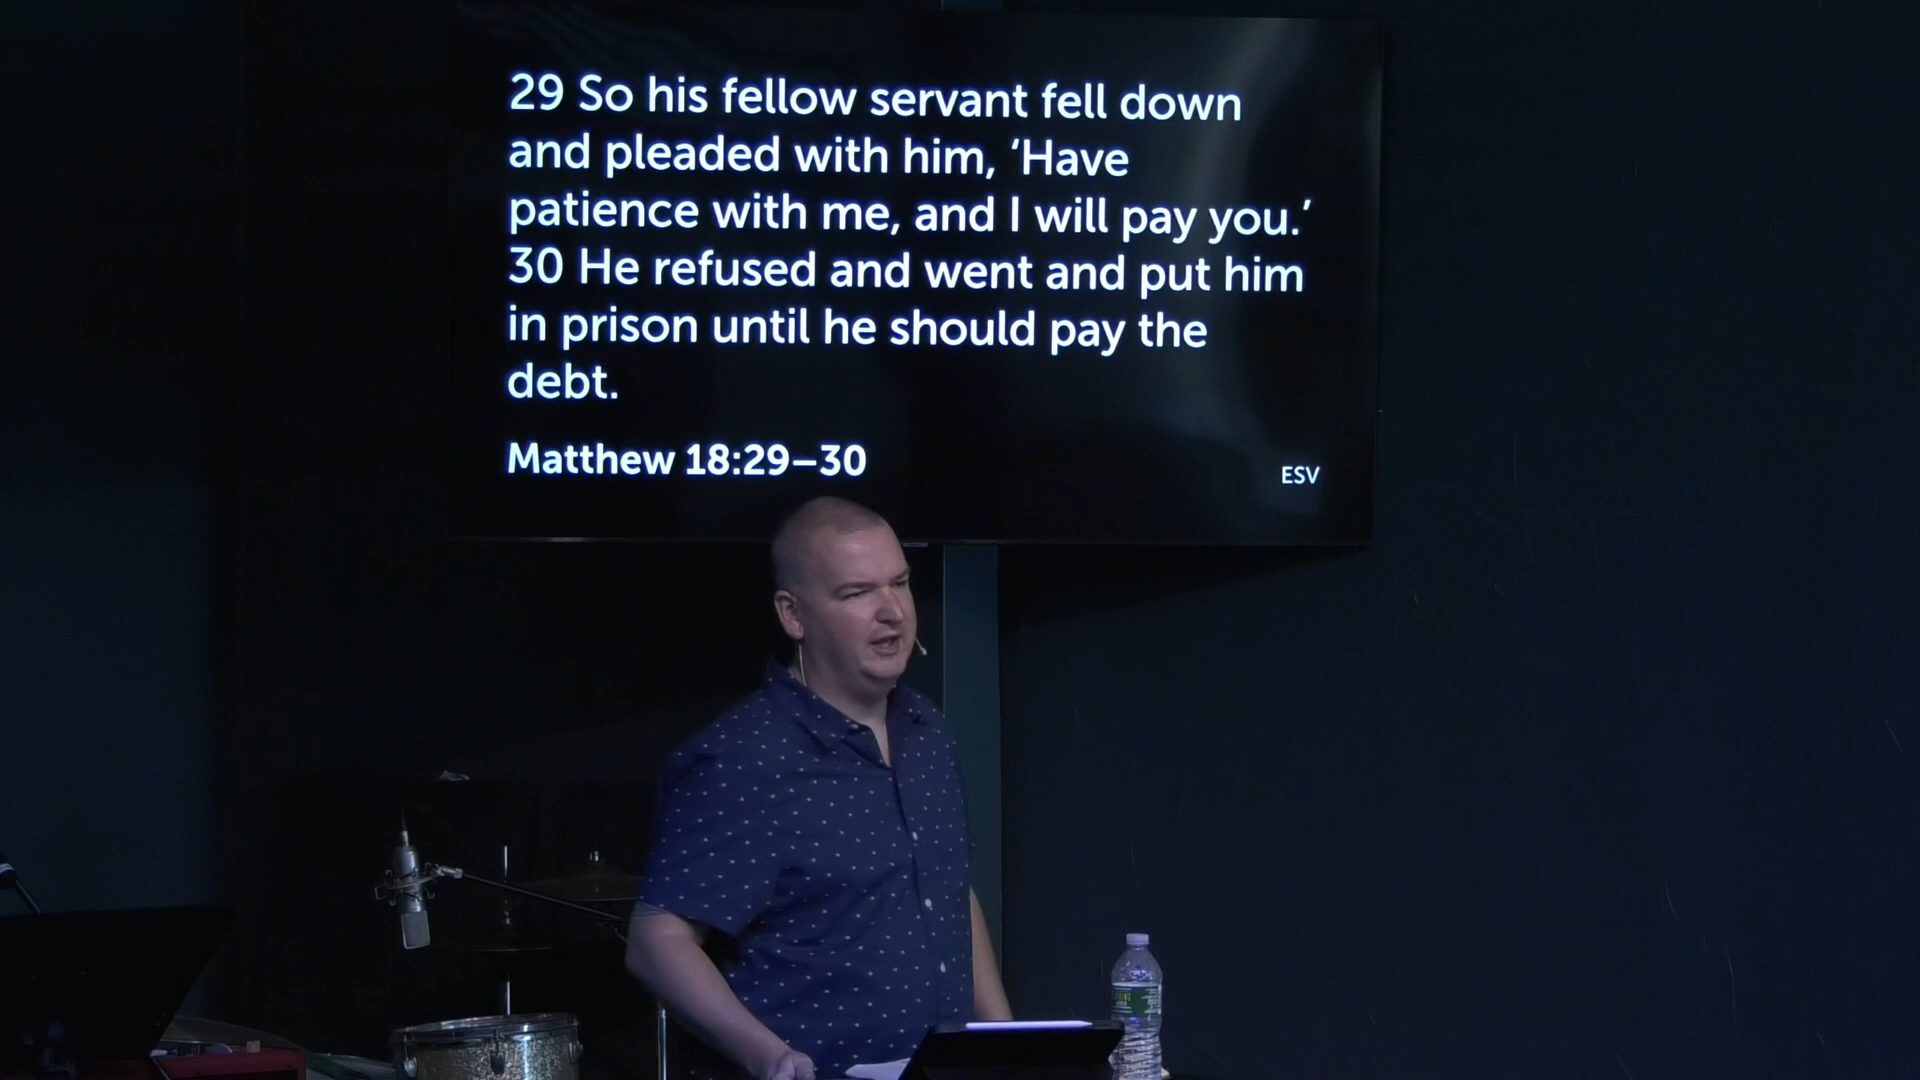 29 So his fellow servant fell down
and pleaded with him, ‘Have
patience with me, and I will pay you.’
30 He refused and went and put him
in prison until he should pay the
debt.
Matthew 18:29–30
ESV